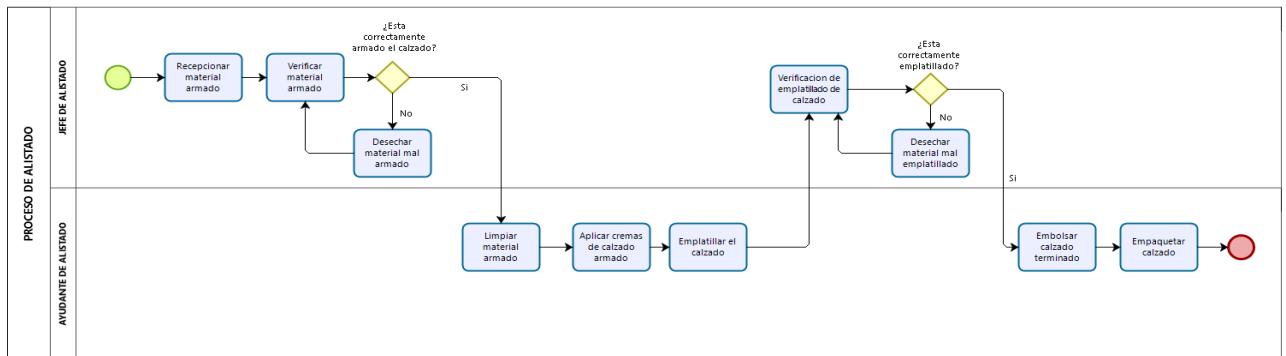 PROCESO DE ALISTADO
JEFE ALISTADO
Recepcionar
material
armado
Verificar
material
armado
¿Esta
correctamente
armado el calzado?
Si
No
Desechar
material mal
armado
Verificacion de
emplatillado de
calzado
¿Esta
correctamente
emplatillado?
No
Desechar
material mal
emplatillado
Si
AYUDANTE DE ALISTADO
Limpiar
material
armado
Aplicar cremas
de calzado
armado
Emplatillar el
calzado
Embolsar
calzado
terminado
Empaquetar
calzado